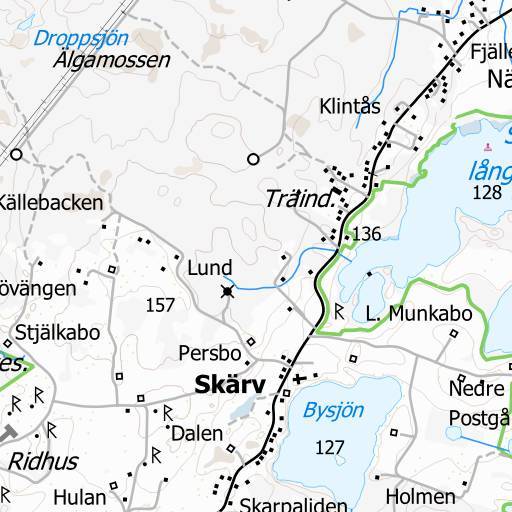 Droppsjön
Älgamossen
Fjälle
Nä
Klintås
S
lång
128
Källebacken
Träind.
136
Lund
övängen
157
L. Munkabo
Stjälkabo
Persbo
es.
Skärv
Nedre
Postgå
Bysjön
Dalen
127
Ridhus
Hulan
Skarpaliden
Holmen